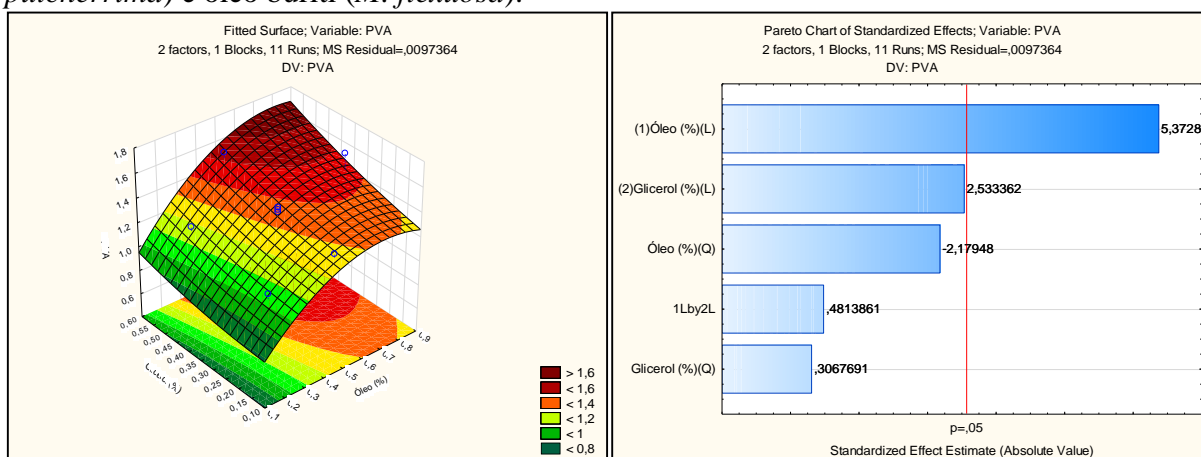 pulcherrima) e óleo buriti (M. flexuosa).
Fitted Surface; Variable: PVA
2 factors, 1 Blocks, 11 Runs; MS Residual=,0097364
DV: PVA
1,8
1,6
1,4
1,2
1,0
0,8
0,6
0,60
0,55
0,50
0,45
0,40
0,35
0,30
0,25
0,20
0,15
0,10
Óleo (%)
> 1,6
< 1,6
< 1,4
< 1,2
< 1
< 0,8
Pareto Chart of Standardized Effects; Variable: PVA
2 factors, 1 Blocks, 11 Runs; MS Residual=,0097364
DV: PVA
(1)Óleo (%)(L)
5,3728
(2)Glicerol (%)(L)
2,533362
Óleo (%)(Q)
-2,17948
1Lby2L
,4813861
Glicerol (%)(Q)
,3067691
p=,05
Standardized Effect Estimate (Absolute Value)